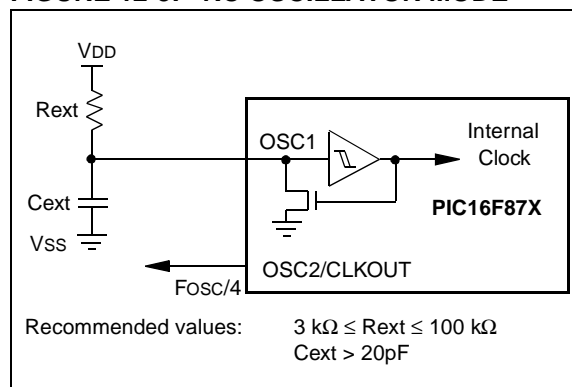 VDD
Rext
Cext
VSS
OSC1
Internal
Clock
PIC16F87X
OSC2/CLKOUT
FOSC/4
Recommended values: 3 kΩ ≤ Rext ≤ 100 kΩ
Cext > 20pF